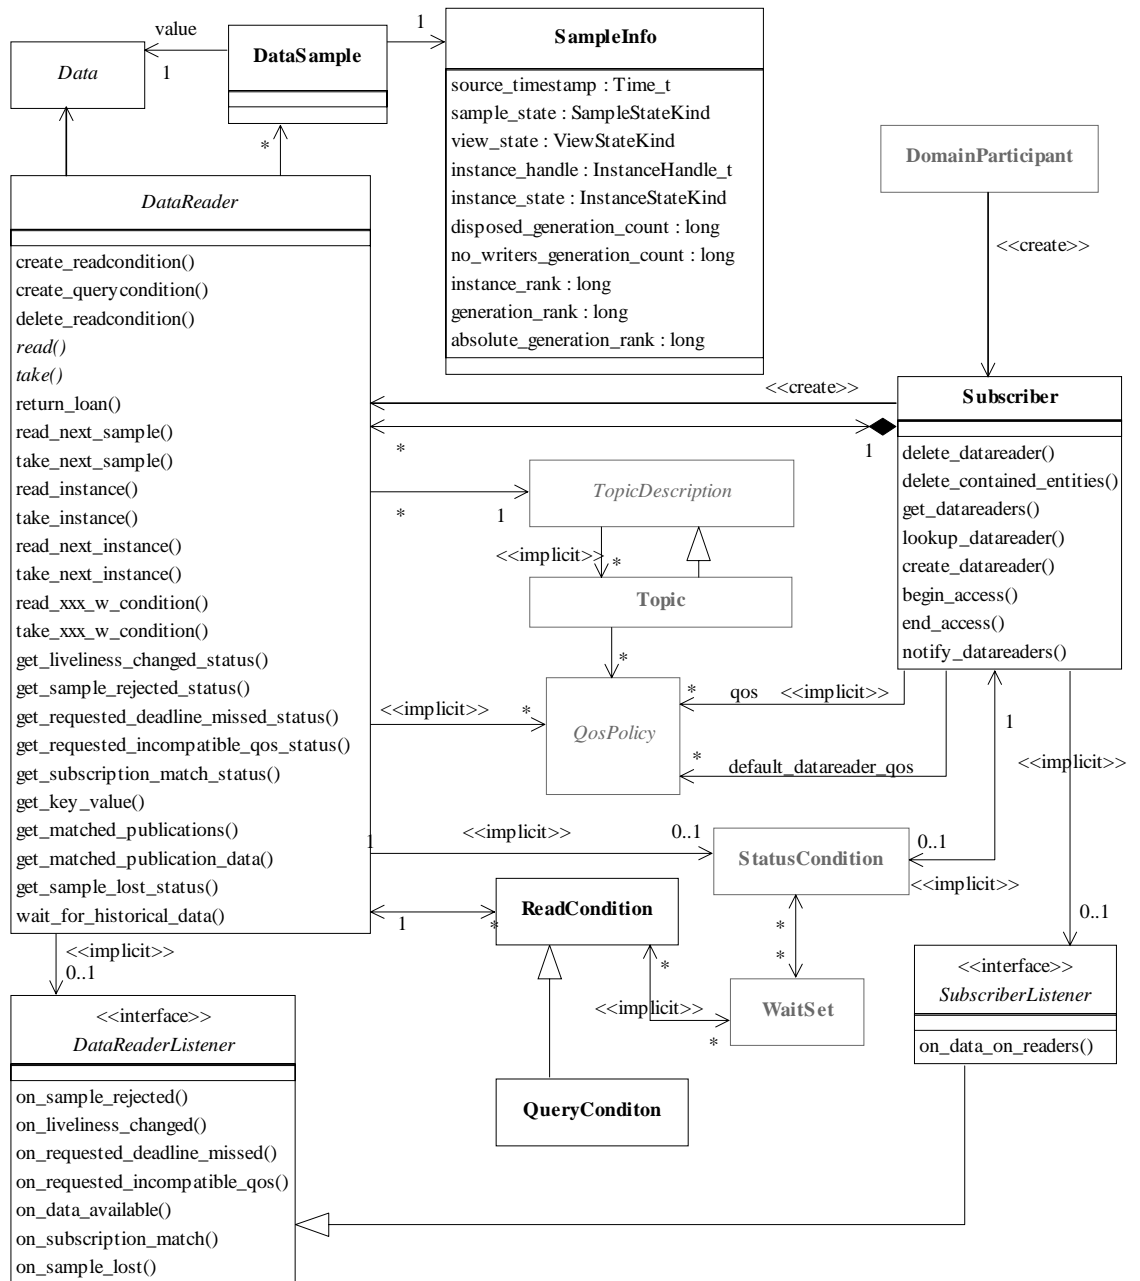 value
1
1
Data
DataSample
SampleInfo
source_timestamp : Time_t
sample_state : SampleStateKind
view_state : ViewStateKind
instance_handle : InstanceHandle_t
instance_state : InstanceStateKind
disposed_generation_count : long
no_writers_generation_count : long
instance_rank : long
generation_rank : long
absolute_generation_rank : long
*
DomainParticipant
<<create>>
DataReader
create_readcondition()
create_querycondition()
delete_readcondition()
read()
take()
return_loan()
read_next_sample()
take_next_sample()
read_instance()
take_instance()
read_next_instance()
take_next_instance()
read_xxx_w_condition()
take_xxx_w_condition()
get_liveliness_changed_status()
get_sample_rejected_status()
get_requested_deadline_missed_status()
get_requested_incompatible_qos_status()
get_subscription_match_status()
get_key_value()
get_matched_publications()
get_matched_publication_data()
get_sample_lost_status()
wait_for_historical_data()
<<create>>
*
1
Subscriber
delete_datareader()
delete_contained_entities()
get_datareaders()
lookup_datareader()
create_datareader()
begin_access()
end_access()
notify_datareaders()
*
1
TopicDescription
<<implicit>>
*
Topic
*
<<implicit>>
*
QosPolicy
*
qos
<<implicit>>
*
default_datareader_qos
1
<<implicit>>
1
<<implicit>>
0..1
StatusCondition
0..1
<<implicit>>
1
*
ReadCondition
*
*
*
<<implicit>>
*
WaitSet
QueryConditon
0..1
<<interface>>
SubscriberListener
on_data_on_readers()
<<implicit>>
0..1
<<interface>>
DataReaderListener
on_sample_rejected()
on_liveliness_changed()
on_requested_deadline_missed()
on_requested_incompatible_qos()
on_data_available()
on_subscription_match()
on_sample_lost()